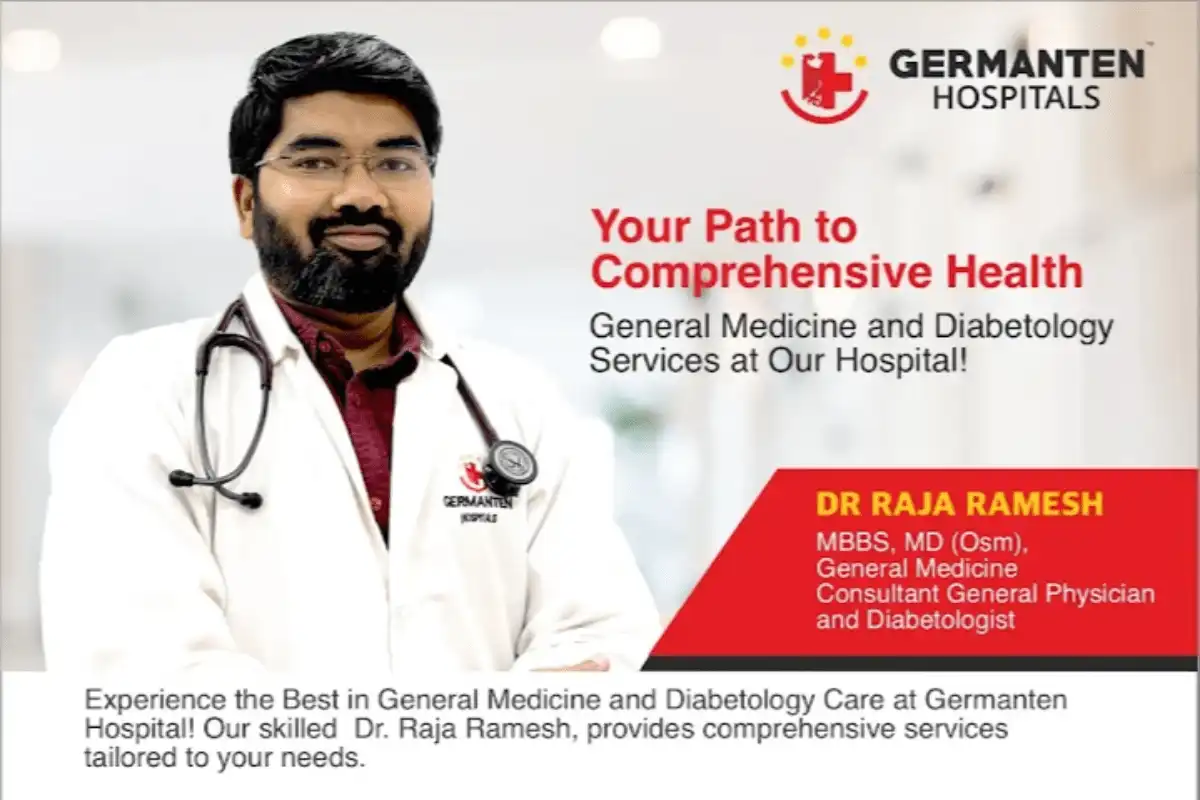 GERMANTEN
HOSPITALS
Your Path to
Comprehensive Health
General Medicine and Diabetology
Services at Our Hospital!
GERMANTEN
HOSPITALS
DR RAJA RAMESH
MBBS, MD (Osm),
General Medicine
Consultant General Physician
and Diabetologist
Experience the Best in General Medicine and Diabetology Care at Germanten
Hospital! Our skilled  Dr. Raja Ramesh, provides comprehensive services
tailored to your needs.